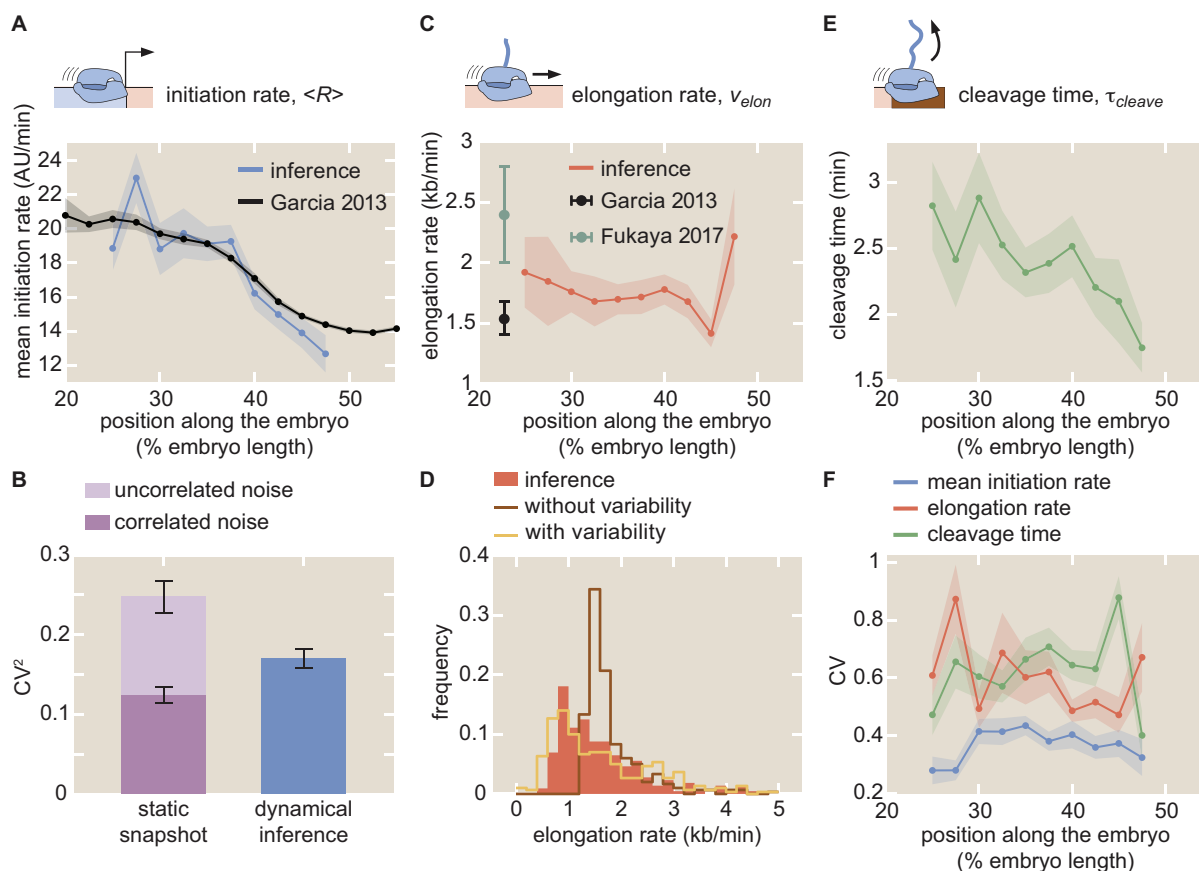 A
initiation rate, <R>
mean initiation rate (AU/min)
24
22
20
18
16
14
12
inference
Garcia 2013
20
30
40
50
position along the embryo
(% embryo length)
C
elongation rate, v_elon
elongation rate (kb/min)
3
2.5
2
1.5
1
inference
Garcia 2013
Fukaya 2017
20
30
40
50
position along the embryo
(% embryo length)
E
cleavage time, τ_cleave
cleavage time (min)
3
2.5
2
1.5
20
30
40
50
position along the embryo
(% embryo length)
B
uncorrelated noise
correlated noise
CV²
0.3
0.2
0.1
0
static
snapshot
dynamical
inference
D
inference
without variability
with variability
frequency
0.4
0.3
0.2
0.1
0
0
1
2
3
4
5
elongation rate (kb/min)
F
mean initiation rate
elongation rate
cleavage time
CV
1
0.8
0.6
0.4
0.2
20
30
40
50
position along the embryo
(% embryo length)